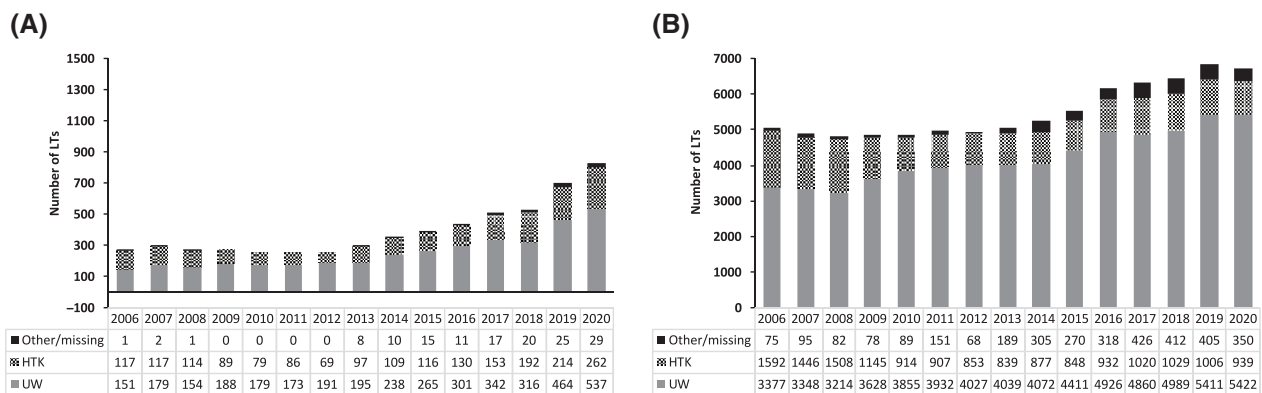 (A)
1500
1300
1100
900
700
500
300
100
–100
Number of LTs
2006 2007 2008 2009 2010 2011 2012 2013 2014 2015 2016 2017 2018 2019 2020
Other/missing 1 2 1 0 0 0 0 8 10 15 11 17 20 25 29
HTK 117 117 114 89 79 86 69 97 109 116 130 153 192 214 262
UW 151 179 154 188 179 173 191 195 238 265 301 342 316 464 537
(B)
7000
6000
5000
4000
3000
2000
1000
0
Number of LTs
2006 2007 2008 2009 2010 2011 2012 2013 2014 2015 2016 2017 2018 2019 2020
Other/missing 75 95 82 78 89 151 68 189 305 270 318 426 412 405 350
HTK 1592 1446 1508 1145 914 907 853 839 877 848 932 1020 1029 1006 939
UW 3377 3348 3214 3628 3855 3932 4027 4039 4072 4411 4926 4860 4989 5411 5422